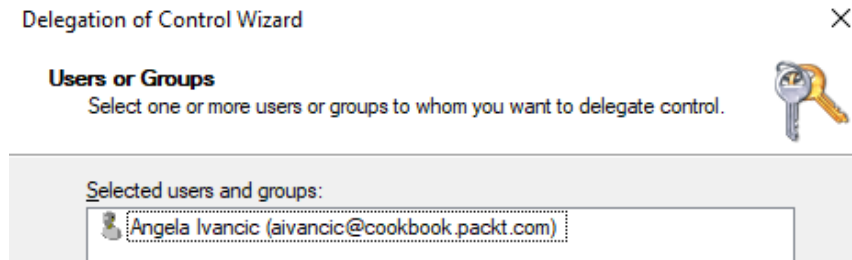 Delegation of Control Wizard
Users or Groups
Select one or more users or groups to whom you want to delegate control.
Selected users and groups:
Angela Ivancic (aivancic@cookbook.packt.com)